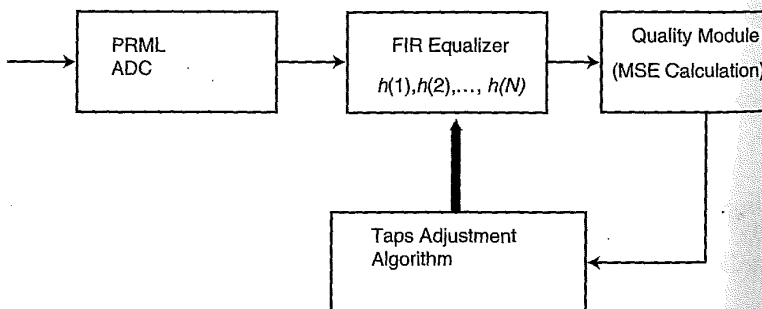 PRML
ADC
FIR Equalizer
h(1),h(2),..., h(N)
Quality Module
(MSE Calculation)
Taps Adjustment
Algorithm